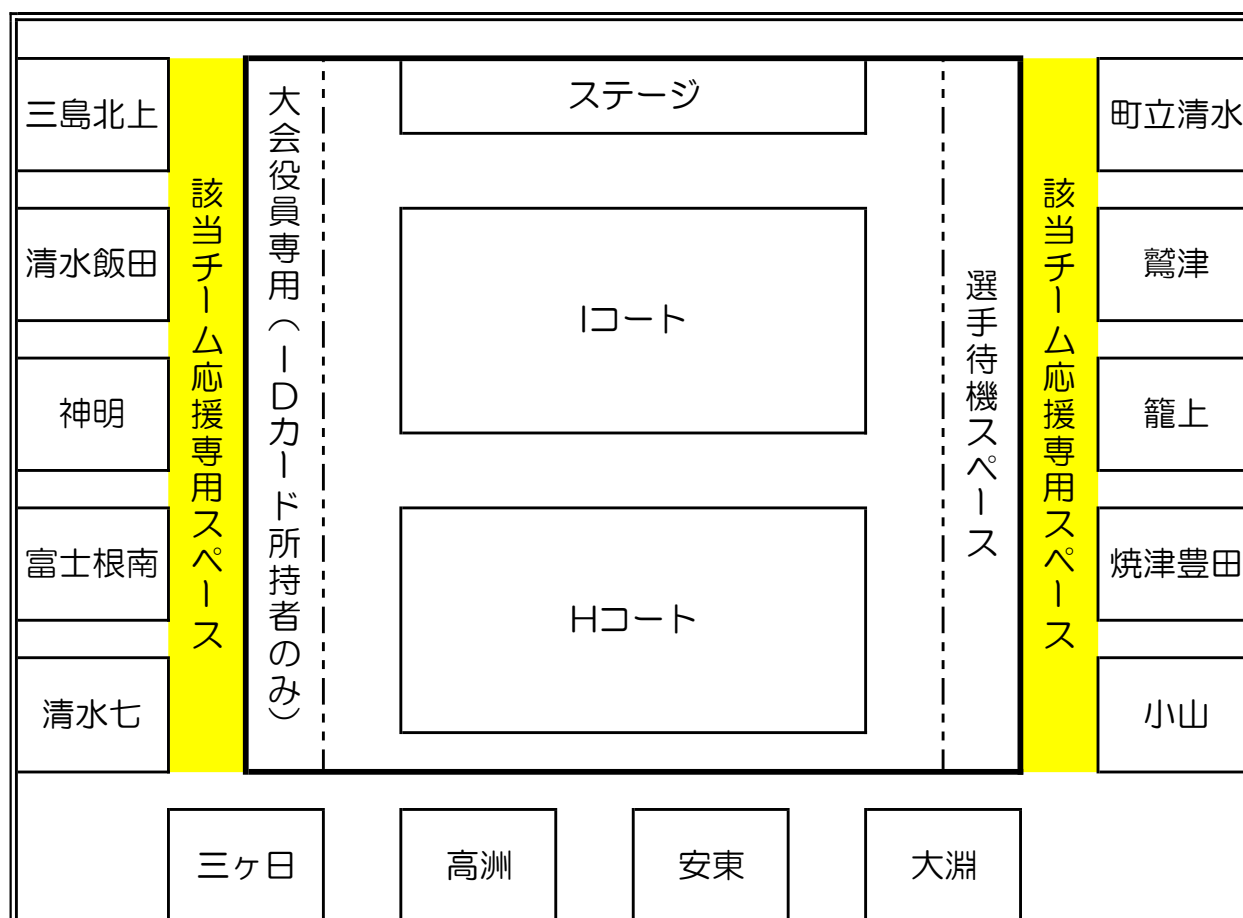 三島北上
清水飯田
神明
富士根南
清水七
該当チーム応援専用スペース
大会役員専用(IDカード所持者のみ)
ステージ
Iコート
Hコート
選手待機スペース
該当チーム応援専用スペース
町立清水
鷲津
籠上
焼津豊田
小山
三ヶ日
高洲
安東
大淵